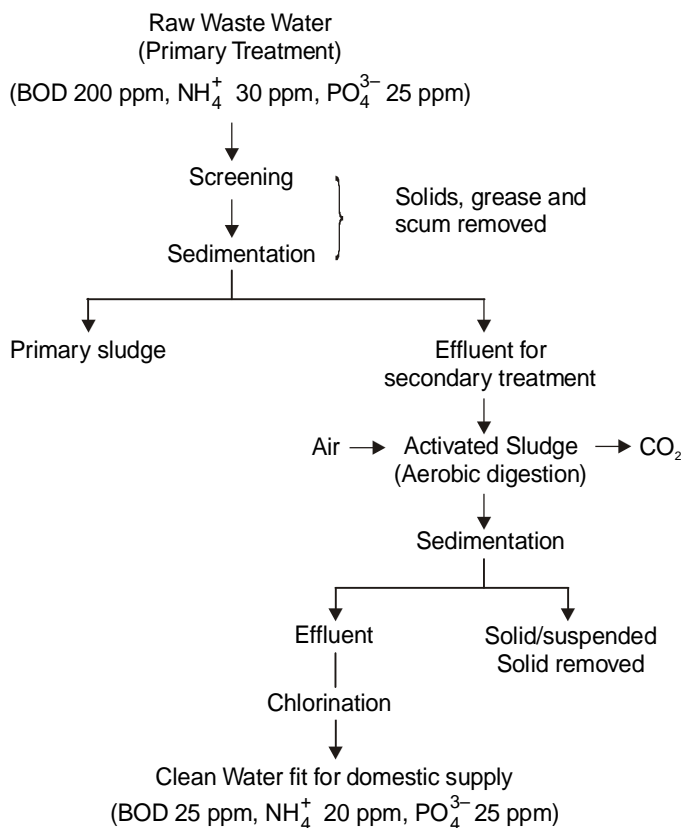 Raw Waste Water
(Primary Treatment)
(BOD 200 ppm, NH₄⁺ 30 ppm, PO₄³⁻ 25 ppm)
Screening
Solids, grease and
scum removed
Sedimentation
Primary sludge
Effluent for
secondary treatment
Air
Activated Sludge
(Aerobic digestion)
CO₂
Sedimentation
Effluent
Solid/suspended
Solid removed
Chlorination
Clean Water fit for domestic supply
(BOD 25 ppm, NH₄⁺ 20 ppm, PO₄³⁻ 25 ppm)